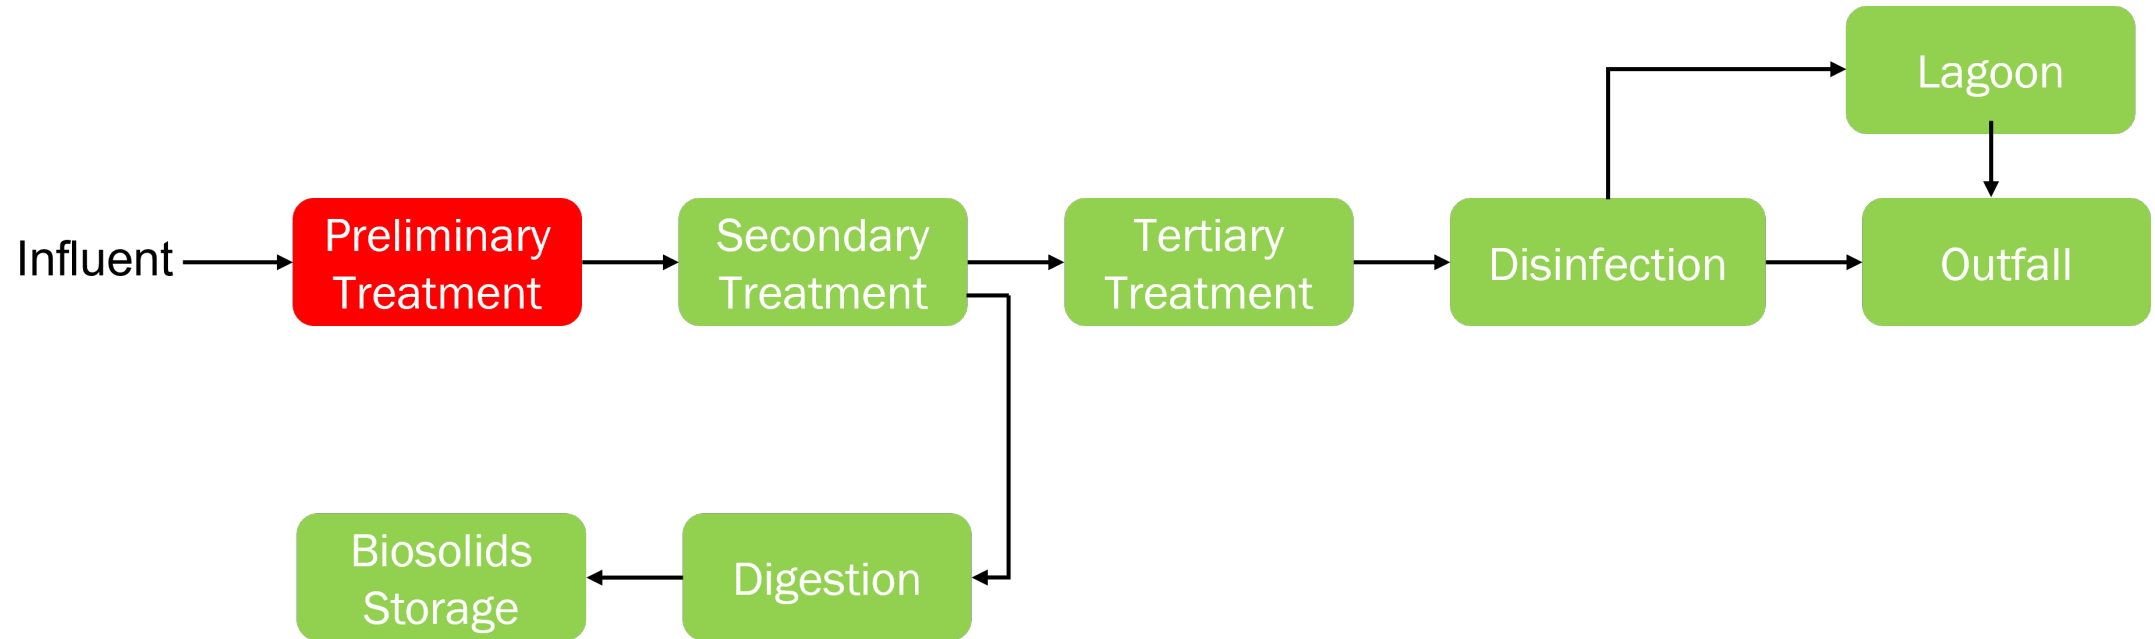 Lagoon
Influent
Preliminary
Treatment
Secondary
Treatment
Tertiary
Treatment
Disinfection
Outfall
Biosolids
Storage
Digestion